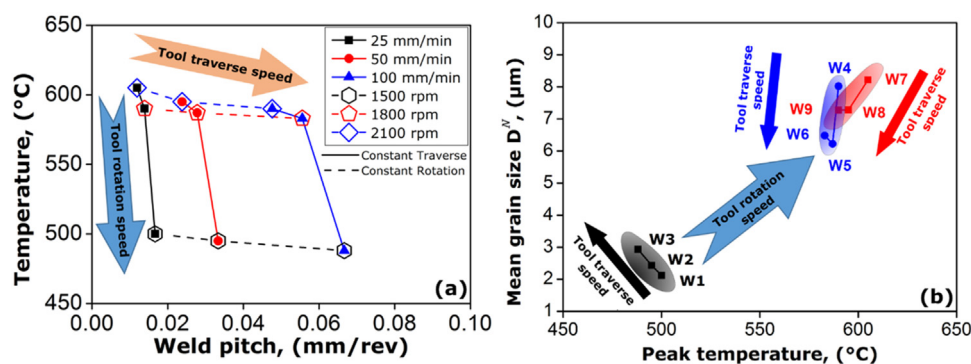 650
600
550
500
450
Temperature, (°C)
0.00 0.02 0.04 0.06 0.08 0.10
Weld pitch, (mm/rev)
Tool traverse speed
Tool rotation speed
25 mm/min
50 mm/min
100 mm/min
1500 rpm
1800 rpm
2100 rpm
Constant Traverse
Constant Rotation
(a)
10
9
8
7
6
5
4
3
2
1
Mean grain size Dᴺ, (μm)
450 500 550 600 650
Peak temperature, (°C)
Tool traverse
speed
W4
W7
W9
W8
W6
W5
Tool traverse
speed
Tool rotation
speed
W3
W2
W1
Tool traverse
speed
(b)